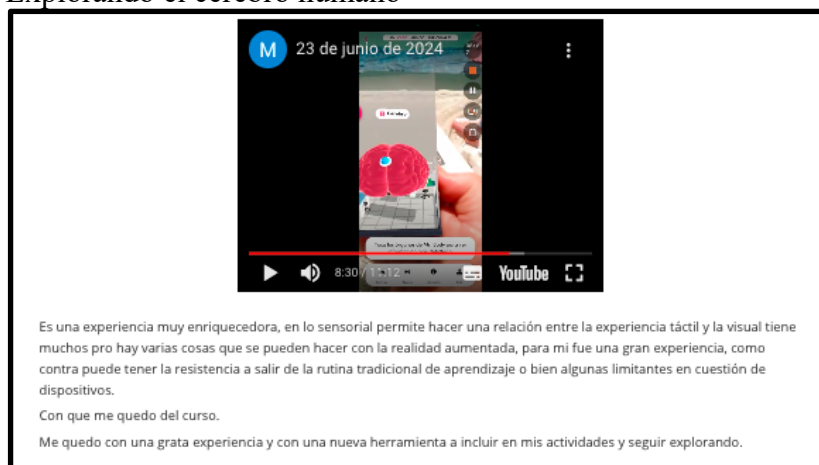 Explorando el cerebro humano
M 23 de junio de 2024
8:30 / 11:12 YouTube
Es una experiencia muy enriquecedora, en lo sensorial permite hacer una relación entre la experiencia táctil y la visual tiene
muchos pro hay varias cosas que se pueden hacer con la realidad aumentada, para mi fue una gran experiencia, como
contra puede tener la resistencia a salir de la rutina tradicional de aprendizaje o bien algunas limitantes en cuestión de
dispositivos.
Con que me quedo del curso.
Me quedo con una grata experiencia y con una nueva herramienta a incluir en mis actividades y seguir explorando.